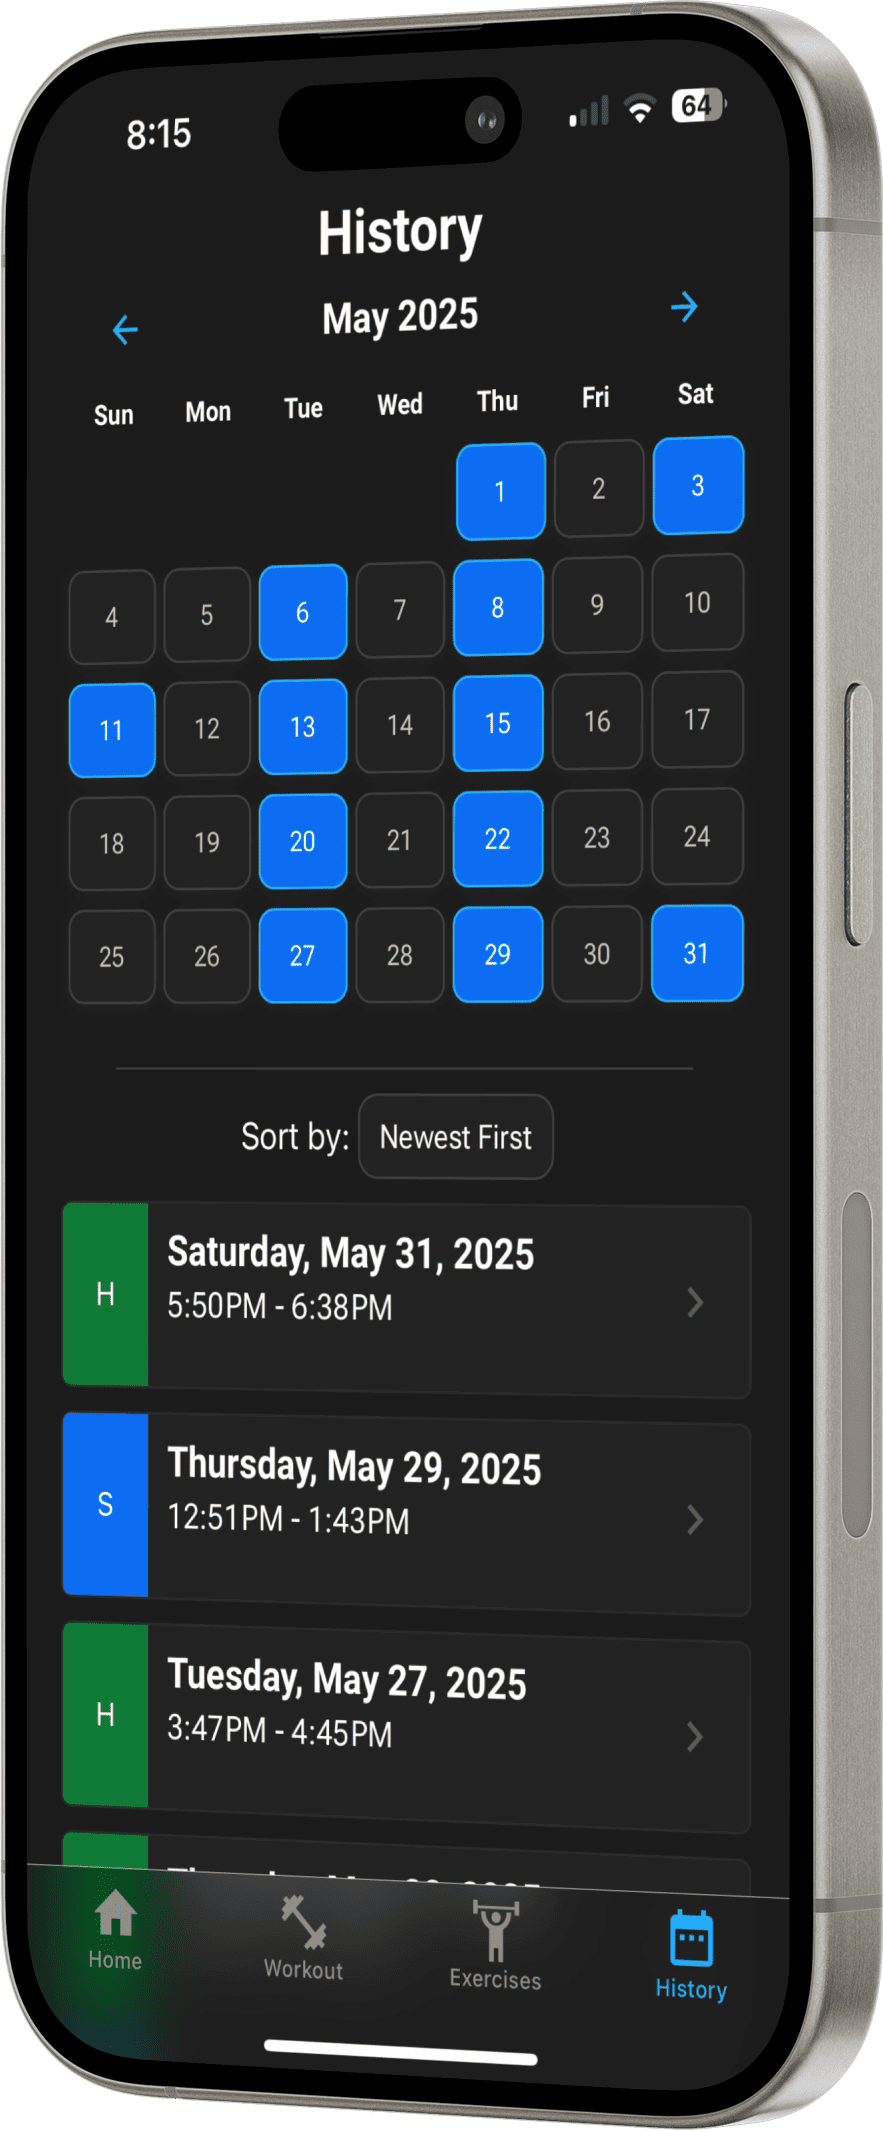 8:15
64
History
May 2025
Sun Mon Tue Wed Thu Fri Sat
1 2 3
4 5 6 7 8 9 10
11 12 13 14 15 16 17
18 19 20 21 22 23 24
25 26 27 28 29 30 31
Sort by: Newest First
H
Saturday, May 31, 2025
5:50PM - 6:38PM
S
Thursday, May 29, 2025
12:51PM - 1:43PM
H
Tuesday, May 27, 2025
3:47PM - 4:45PM
Home Workout Exercises History